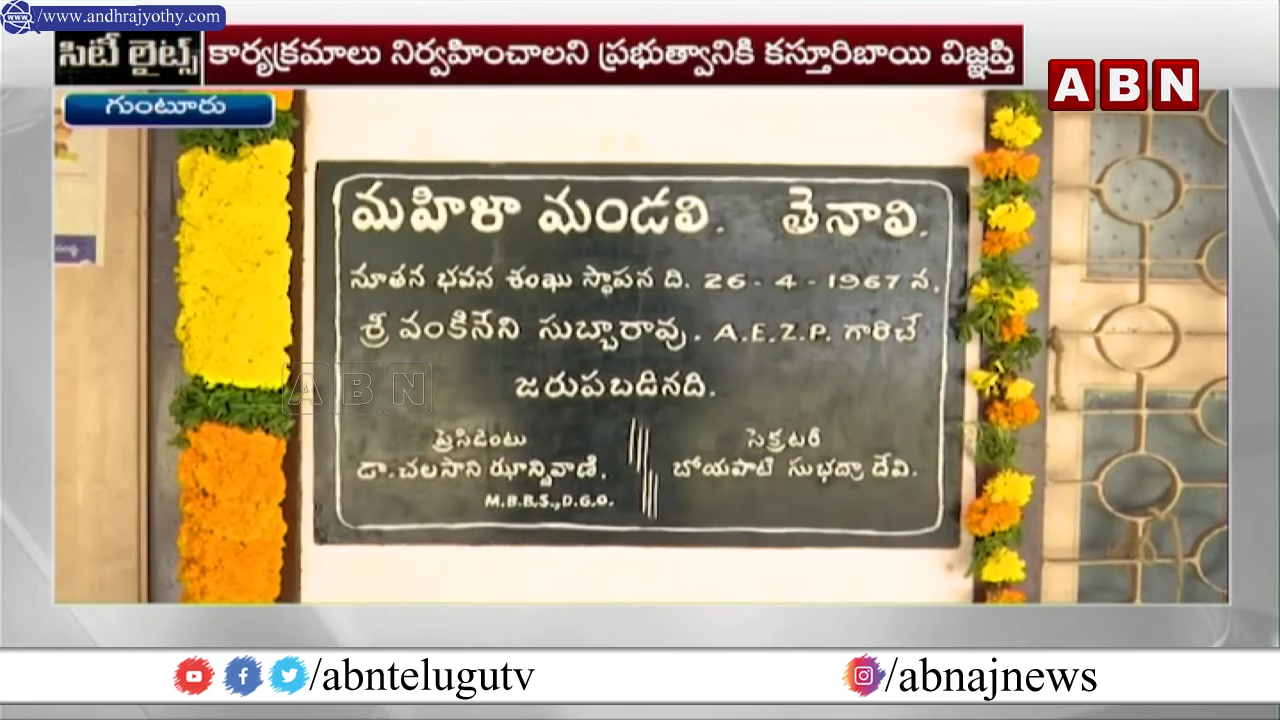 www.andhrajyothy.com
సిటీ లైట్స్ కార్యక్రమాలు నిర్వహించాలని ప్రభుత్వానికి కస్తూరిబాయి విజ్ఞప్తి
ABN
గుంటూరు
మహిళా మండలి. తెనాలి.
నూతన భవన శంఖు స్థాపన ది. 26-4-1967 న.
శ్రీ వంకినేని సుబ్బారావు. A.E.Z.P. గారిచే
జరుపబడినది.
ABN
ప్రెసిడెంటు
డా.చలసాని ఝాన్సివాణి.
M.B.B.S.,D.G.O.
సెక్రటరీ
బోయపాటి సుభద్రా దేవి.
/abntelugutv
/abnajnews